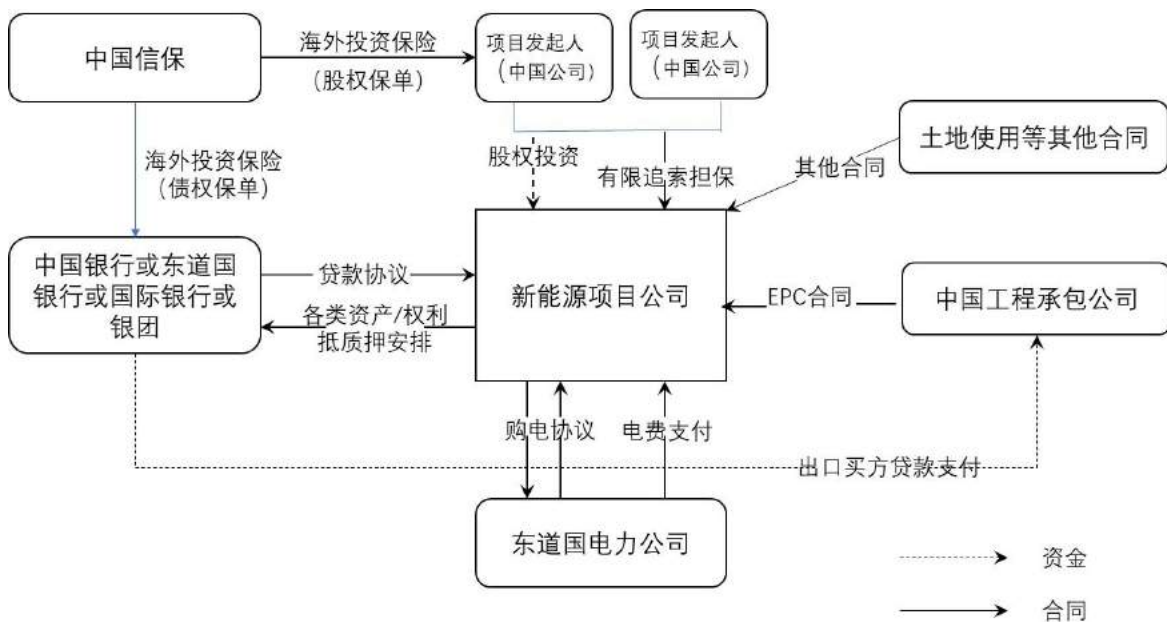 中国信保
海外投资保险
（股权保单）
项目发起人
（中国公司）
项目发起人
（中国公司）
海外投资保险
（债权保单）
股权投资
有限追索担保
其他合同
土地使用等其他合同
中国银行或东道国
银行或国际银行或
银团
贷款协议
各类资产/权利
抵质押安排
新能源项目公司
EPC合同
中国工程承包公司
购电协议
电费支付
出口买方贷款支付
东道国电力公司
资金
合同